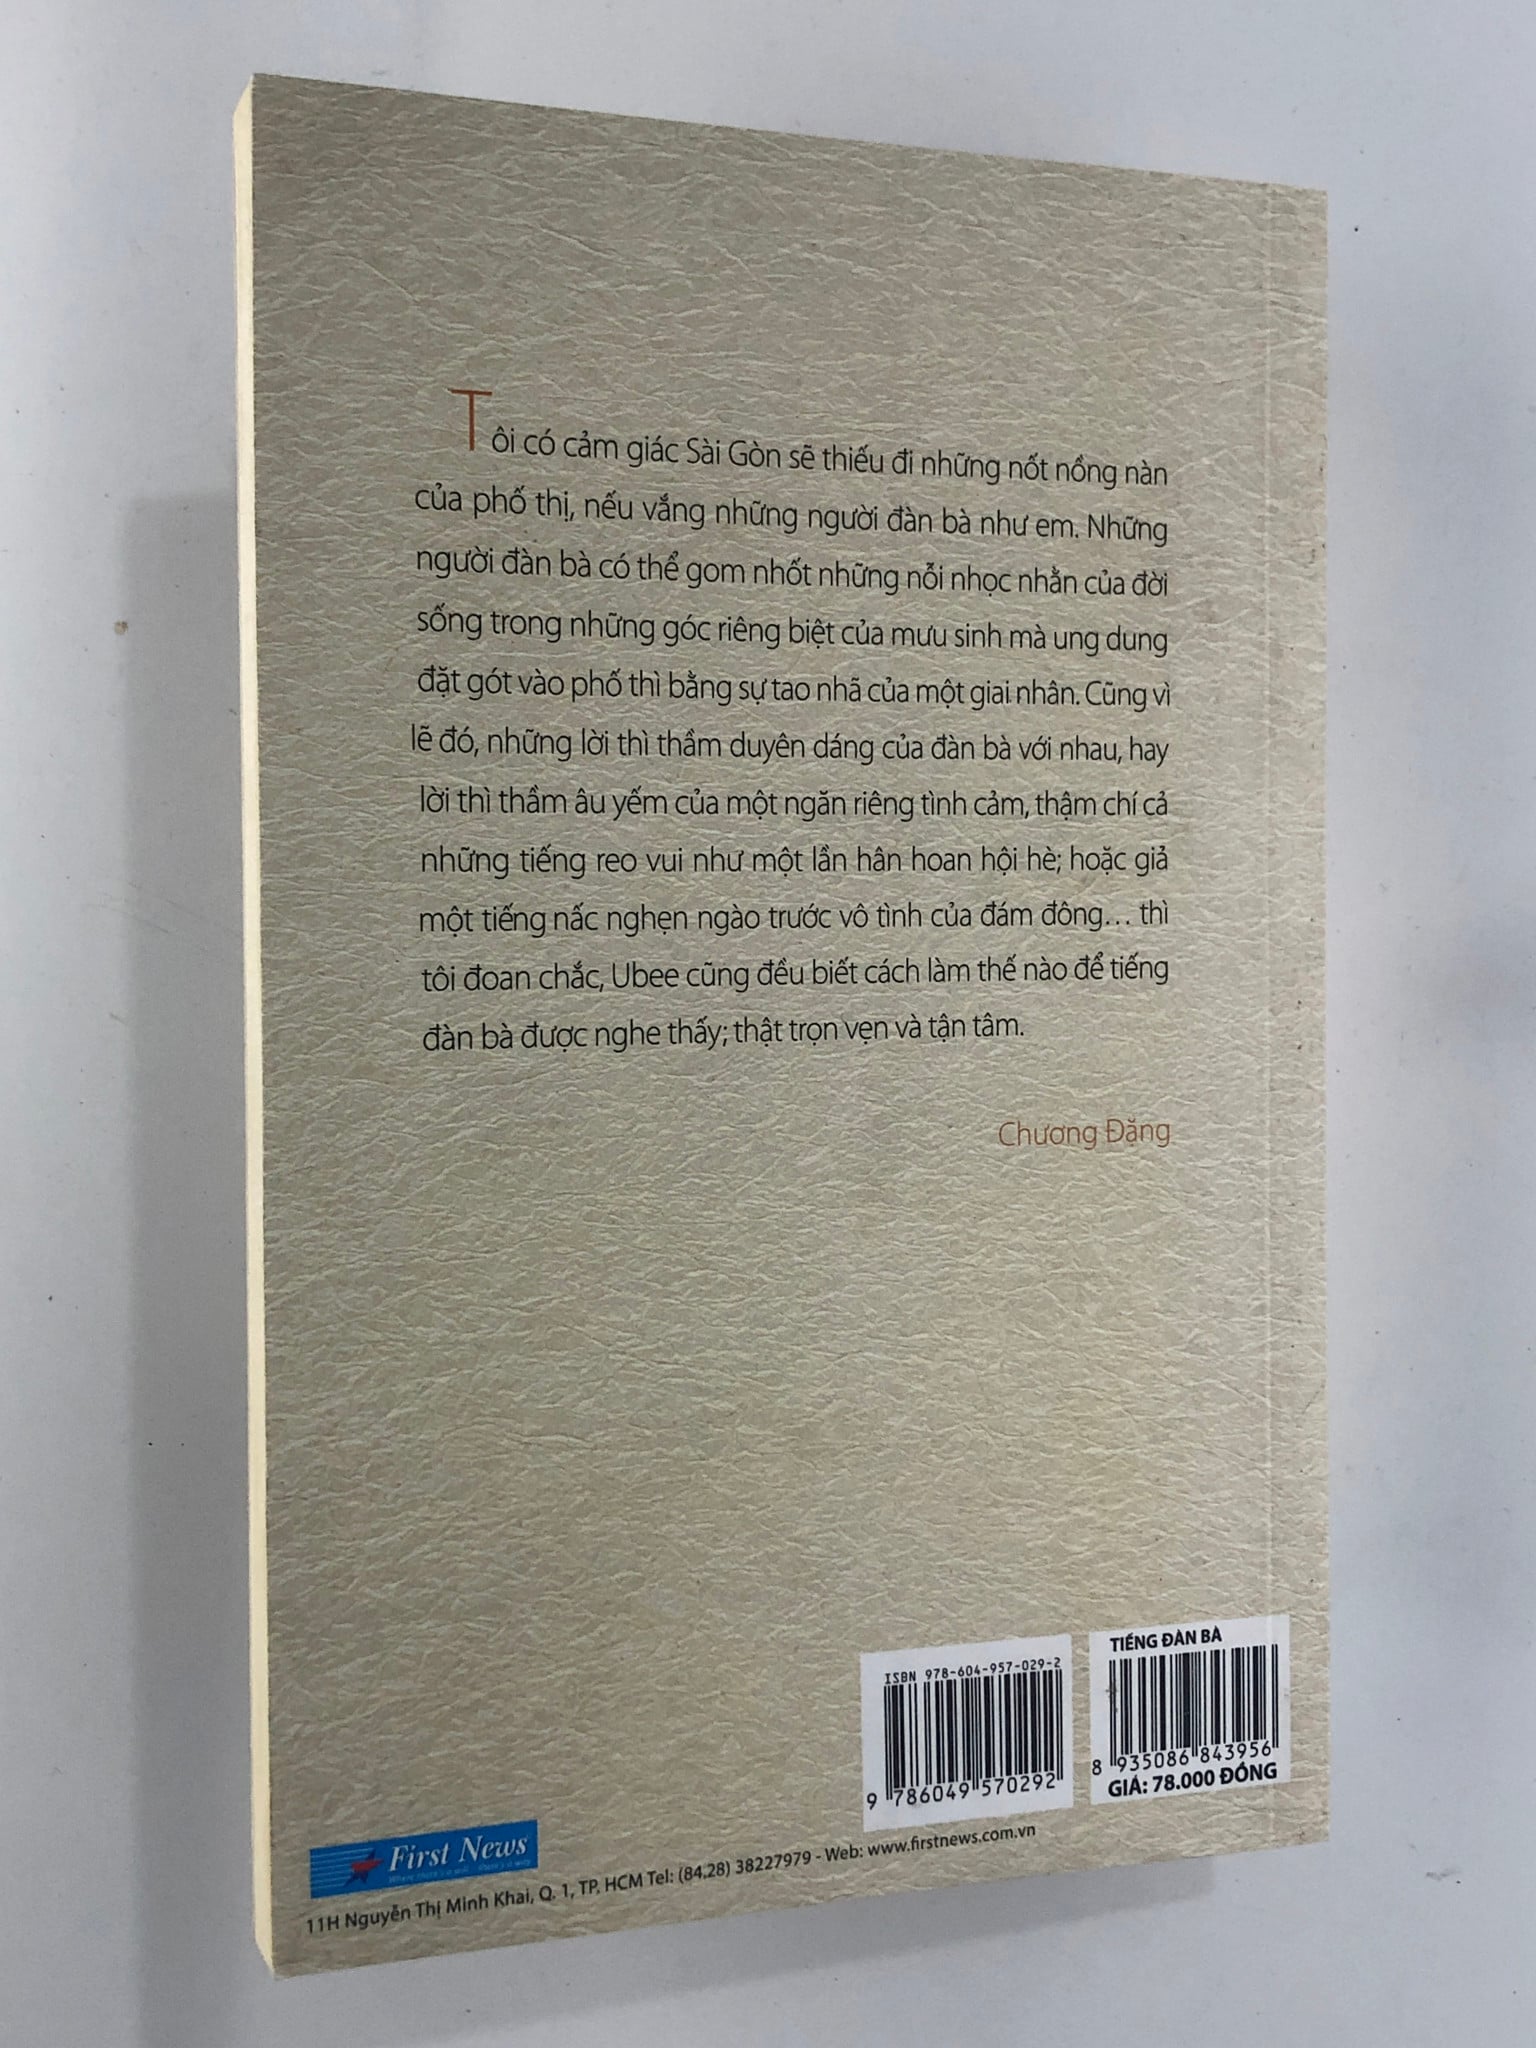 Tôi có cảm giác Sài Gòn sẽ thiếu đi những nốt nồng nàn
của phố thị, nếu vắng những người đàn bà như em. Những
người đàn bà có thể gom nhốt những nỗi nhọc nhằn của đời
sống trong những góc riêng biệt của mưu sinh mà ung dung
đặt gót vào phố thì bằng sự tao nhã của một giai nhân. Cũng vì
lẽ đó, những lời thì thầm duyên dáng của đàn bà với nhau, hay
lời thì thầm âu yếm của một ngăn riêng tình cảm, thậm chí cả
những tiếng reo vui như một lần hân hoan hội hè; hoặc giả
một tiếng nấc nghẹn ngào trước vô tình của đám đông... thì
tôi đoan chắc, Ubee cũng đều biết cách làm thế nào để tiếng
đàn bà được nghe thấy; thật trọn vẹn và tận tâm.
Chương Đặng
ISBN 978-604-957-029-2
9 786049 570292
TIẾNG ĐÀN BÀ
8 935086 843956
GIÁ: 78.000 ĐỒNG
First News
11H Nguyễn Thị Minh Khai, Q. 1, TP. HCM Tel: (84.28) 38227979 - Web: www.firstnews.com.vn